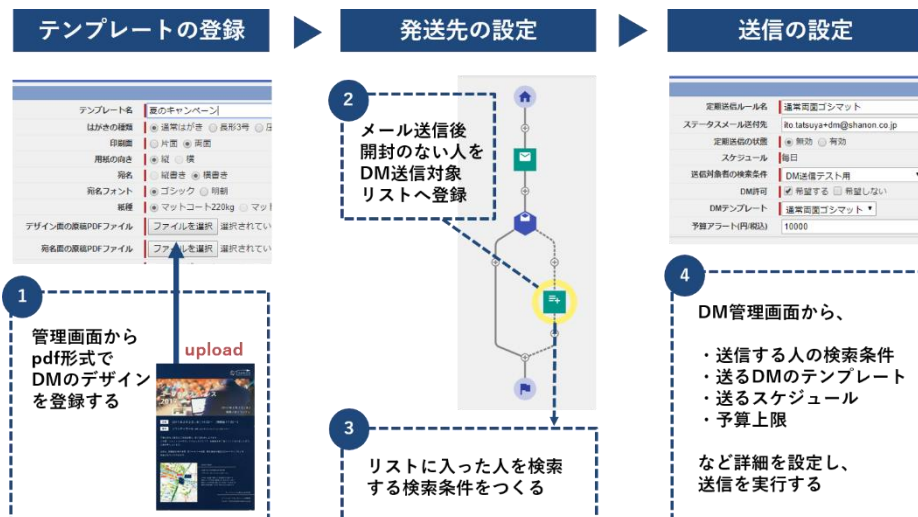 テンプレートの登録
発送先の設定
送信の設定
テンプレート名 夏のキャンペーン
はがきの種類 通常はがき 長形3号 圧
印刷面 片面 両面
用紙の向き 縦 横
宛名 縦書き 横書き
宛名フォント ゴシック 明朝
紙種 マットコート220kg マット
デザイン面の原稿PDFファイル ファイルを選択 選択されてい
宛名面の原稿PDFファイル ファイルを選択 選択されてい
1
管理画面から
pdf形式で
DMのデザイン
を登録する
upload
2
メール送信後
開封のない人を
DM送信対象
リストへ登録
3
リストに入った人を検索
する検索条件をつくる
定期送信ルール名 通常両面ゴシマット
ステータスメール送付先 ito.tatsuya+dm@shanon.co.jp
定期送信の状態 無効 有効
スケジュール 毎日
送信対象者の検索条件 DM送信テスト用
DM許可 希望する 希望しない
DMテンプレート 通常両面ゴシマット
予算アラート(円/税込) 10000
4
DM管理画面から、
・送信する人の検索条件
・送るDMのテンプレート
・送るスケジュール
・予算上限
など詳細を設定し、
送信を実行する